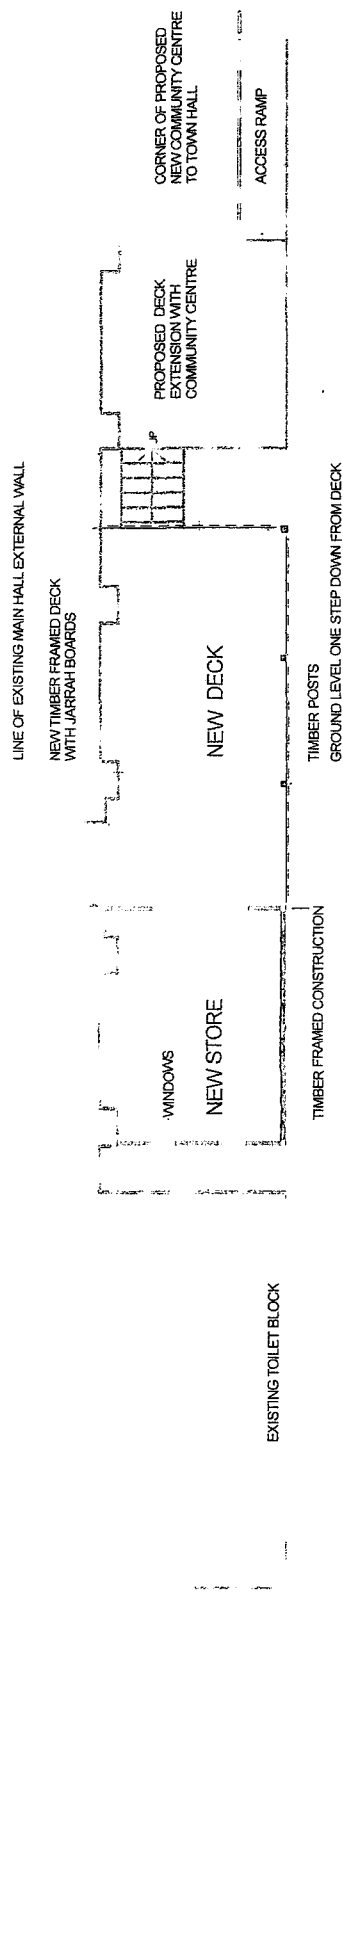 LINE OF EXISTING MAIN HALL EXTERNAL WALL
NEW TIMBER FRAMED DECK
WITH JARRAH BOARDS
CORNER OF PROPOSED
NEW COMMUNITY CENTRE
TO TOWN HALL
PROPOSED DECK
EXTENSION WITH
COMMUNITY CENTRE
UP
WINDOWS
NEW STORE
NEW DECK
ACCESS RAMP
EXISTING TOILET BLOCK
TIMBER FRAMED CONSTRUCTION
TIMBER POSTS
GROUND LEVEL ONE STEP DOWN FROM DECK